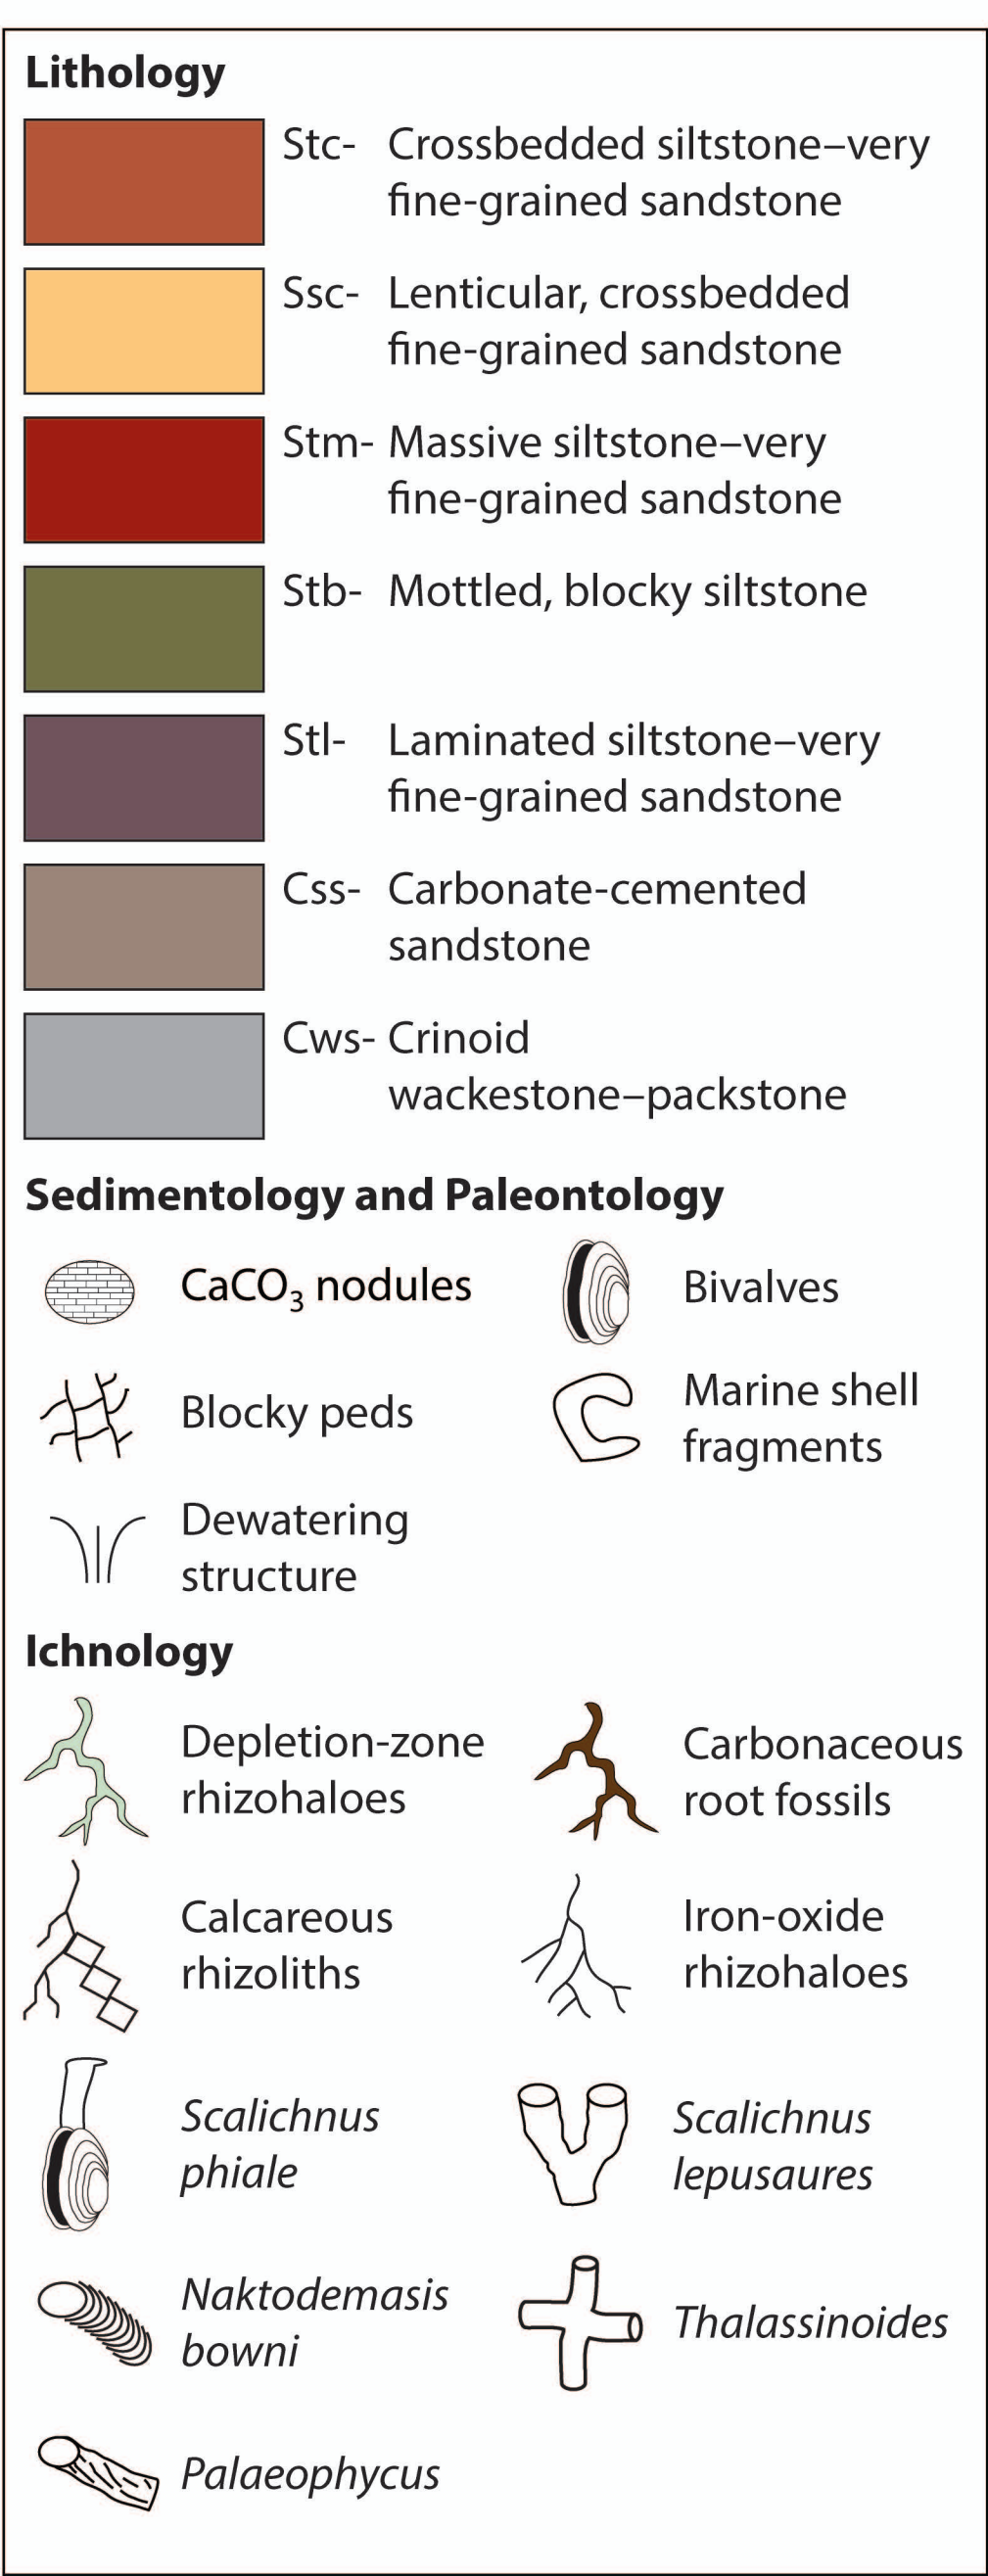 Lithology
Stc- Crossbedded siltstone–very
fine-grained sandstone
Ssc- Lenticular, crossbedded
fine-grained sandstone
Stm- Massive siltstone–very
fine-grained sandstone
Stb- Mottled, blocky siltstone
Stl- Laminated siltstone–very
fine-grained sandstone
Css- Carbonate-cemented
sandstone
Cws- Crinoid
wackestone–packstone
Sedimentology and Paleontology
CaCO₃ nodules
Bivalves
Blocky peds
Marine shell
fragments
Dewatering
structure
Ichnology
Depletion-zone
rhizohaloes
Carbonaceous
root fossils
Calcareous
rhizoliths
Iron-oxide
rhizohaloes
Scalichnus
phiale
Scalichnus
lepusaures
Naktodemasis
bowni
Thalassinoides
Palaeophycus